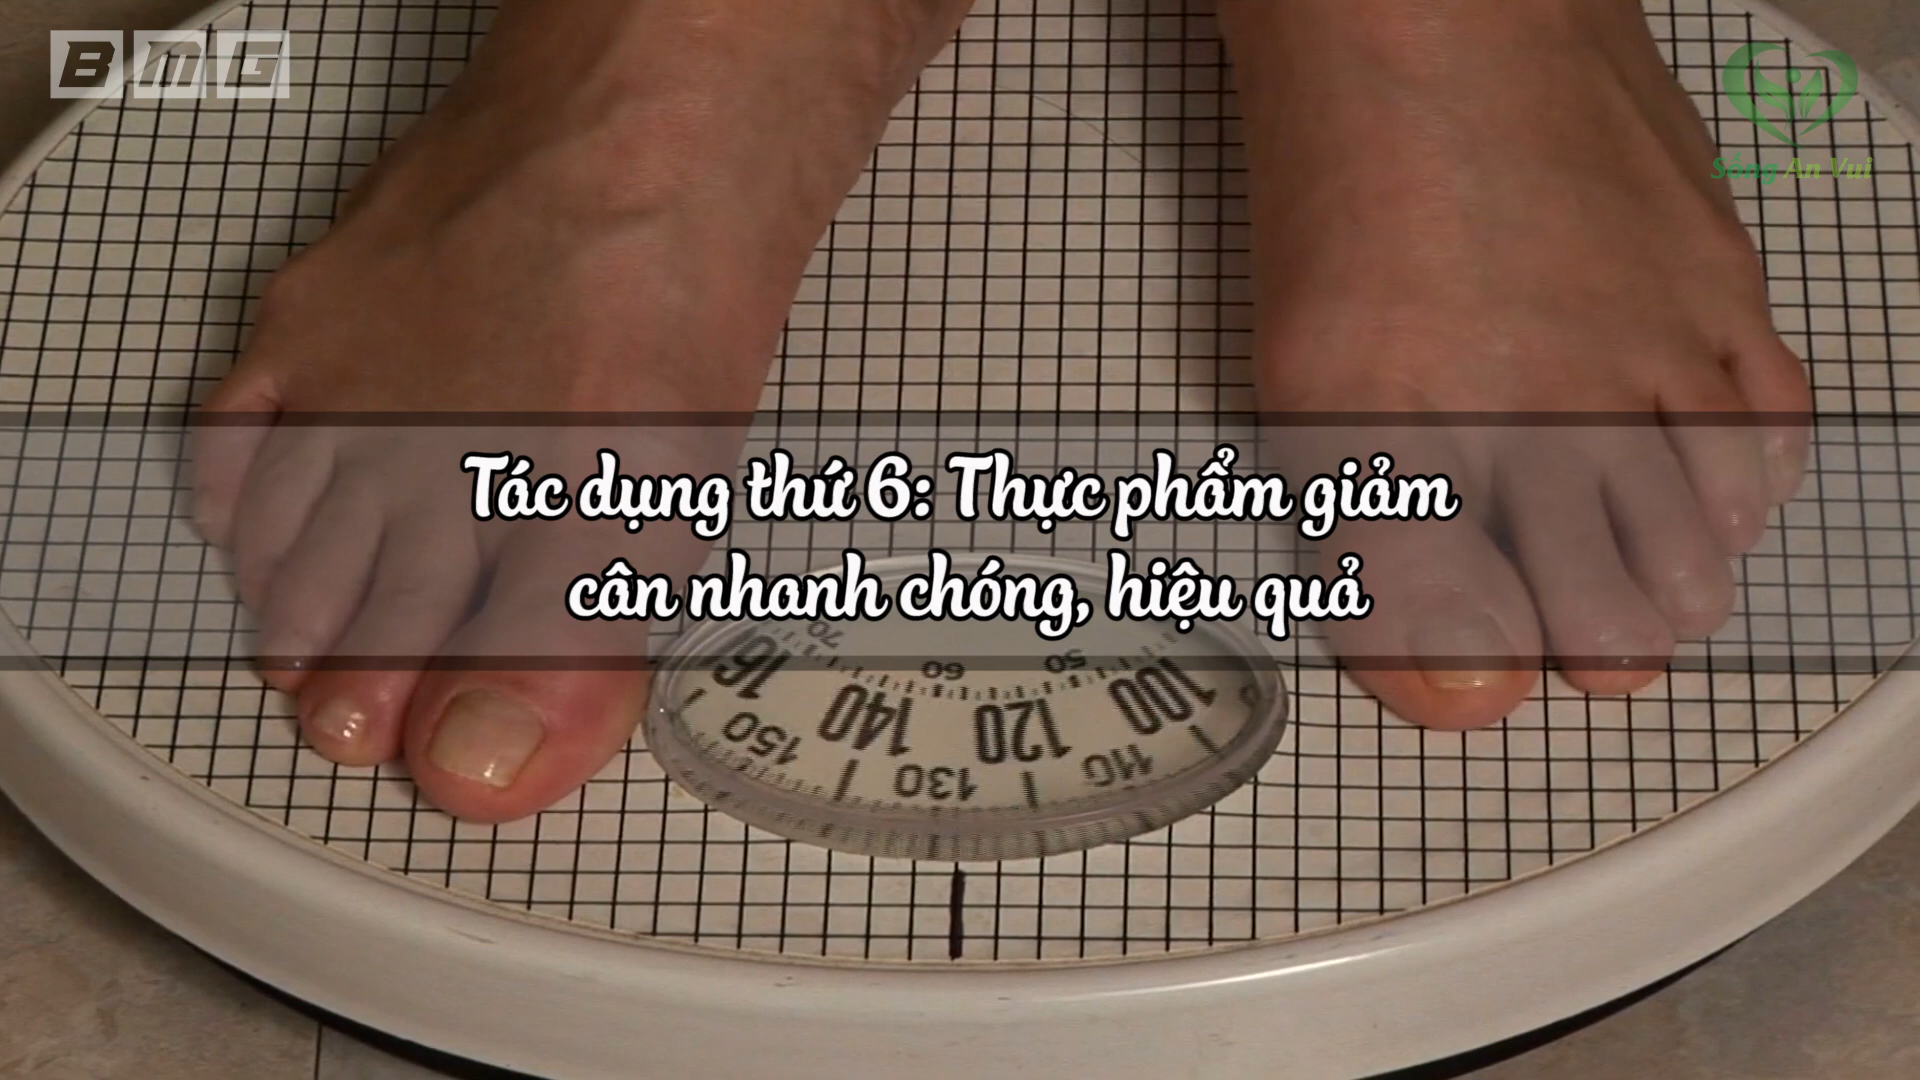 BMG
Sống An Vui
Tác dụng thứ 6: Thực phẩm giảm
cân nhanh chóng, hiệu quả
70
60
50
160
140
120
100
150
130
110